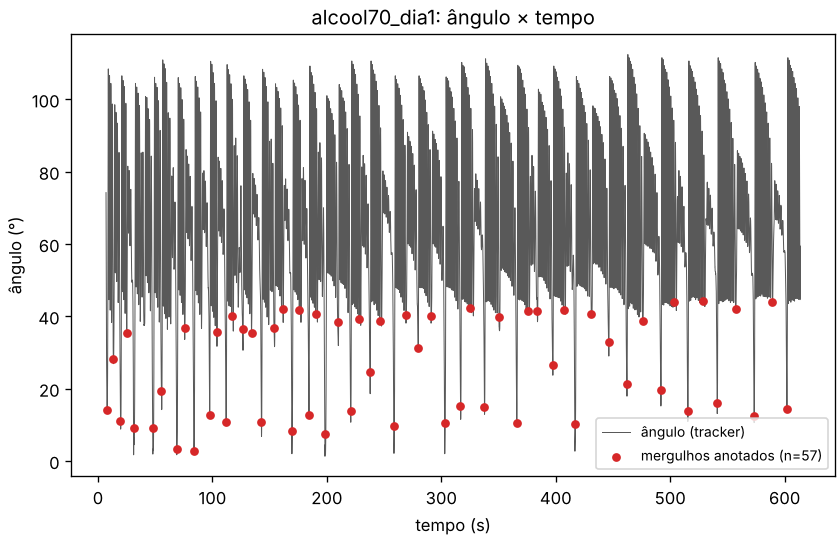 alcool70_dia1: ângulo × tempo
ângulo (°)
100
80
60
40
20
0
0 100 200 300 400 500 600
tempo (s)
ângulo (tracker)
mergulhos anotados (n=57)